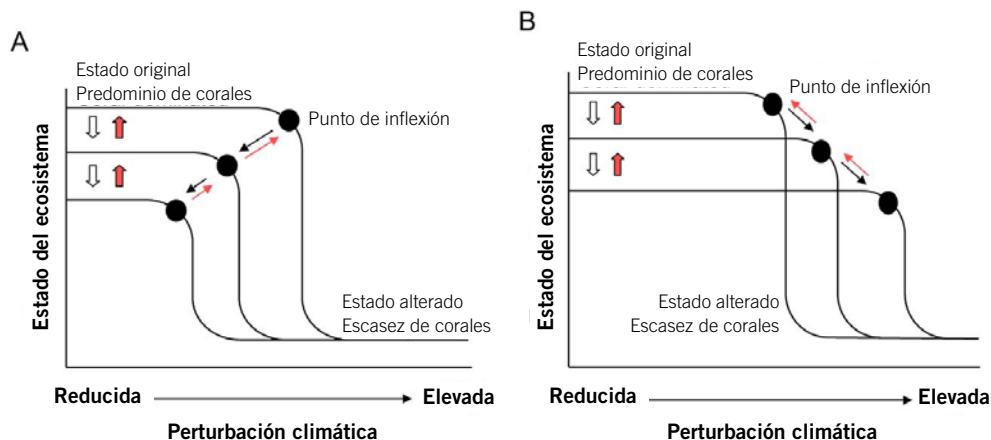 A
Estado original
Predominio de corales
Punto de inflexión
Estado del ecosistema
Estado alterado
Escasez de corales
Reducida
Elevada
Perturbación climática
B
Estado original
Predominio de corales
Punto de inflexión
Estado del ecosistema
Estado alterado
Escasez de corales
Reducida
Elevada
Perturbación climática